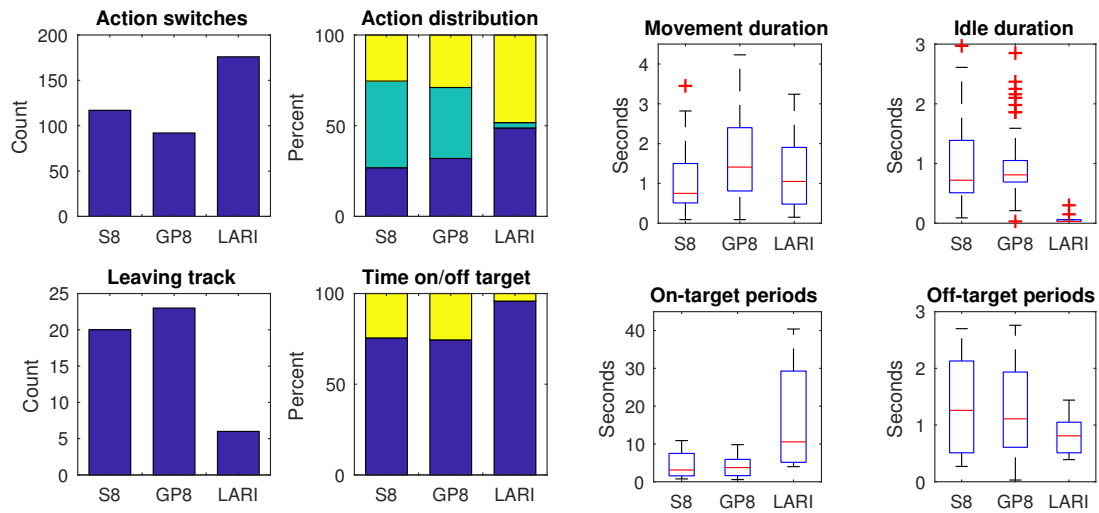 Action switches
Count
200
150
100
50
0
S8 GP8 LARI
Action distribution
Percent
100
50
0
S8 GP8 LARI
Movement duration
Seconds
4
3
2
1
0
S8 GP8 LARI
Idle duration
Seconds
3
2
1
0
S8 GP8 LARI
Leaving track
Count
25
20
15
10
5
0
S8 GP8 LARI
Time on/off target
Percent
100
50
0
S8 GP8 LARI
On-target periods
Seconds
40
30
20
10
0
S8 GP8 LARI
Off-target periods
Seconds
3
2
1
0
S8 GP8 LARI